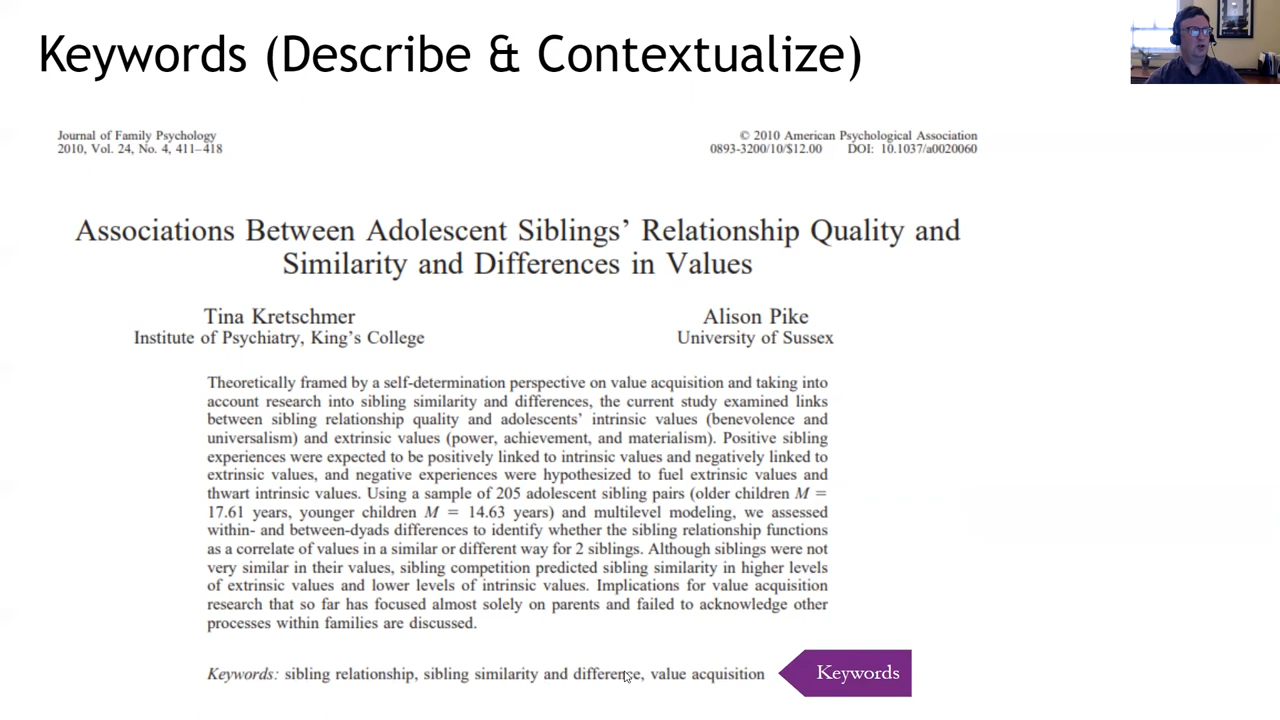 Keywords (Describe & Contextualize)
Journal of Family Psychology
2010, Vol. 24, No. 4, 411–418
© 2010 American Psychological Association
0893-3200/10/$12.00 DOI: 10.1037/a0020060
Associations Between Adolescent Siblings’ Relationship Quality and
Similarity and Differences in Values
Tina Kretschmer
Institute of Psychiatry, King’s College
Alison Pike
University of Sussex
Theoretically framed by a self-determination perspective on value acquisition and taking into
account research into sibling similarity and differences, the current study examined links
between sibling relationship quality and adolescents’ intrinsic values (benevolence and
universalism) and extrinsic values (power, achievement, and materialism). Positive sibling
experiences were expected to be positively linked to intrinsic values and negatively linked to
extrinsic values, and negative experiences were hypothesized to fuel extrinsic values and
thwart intrinsic values. Using a sample of 205 adolescent sibling pairs (older children M =
17.61 years, younger children M = 14.63 years) and multilevel modeling, we assessed
within- and between-dyads differences to identify whether the sibling relationship functions
as a correlate of values in a similar or different way for 2 siblings. Although siblings were not
very similar in their values, sibling competition predicted sibling similarity in higher levels
of extrinsic values and lower levels of intrinsic values. Implications for value acquisition
research that so far has focused almost solely on parents and failed to acknowledge other
processes within families are discussed.
Keywords: sibling relationship, sibling similarity and difference, value acquisition
Keywords